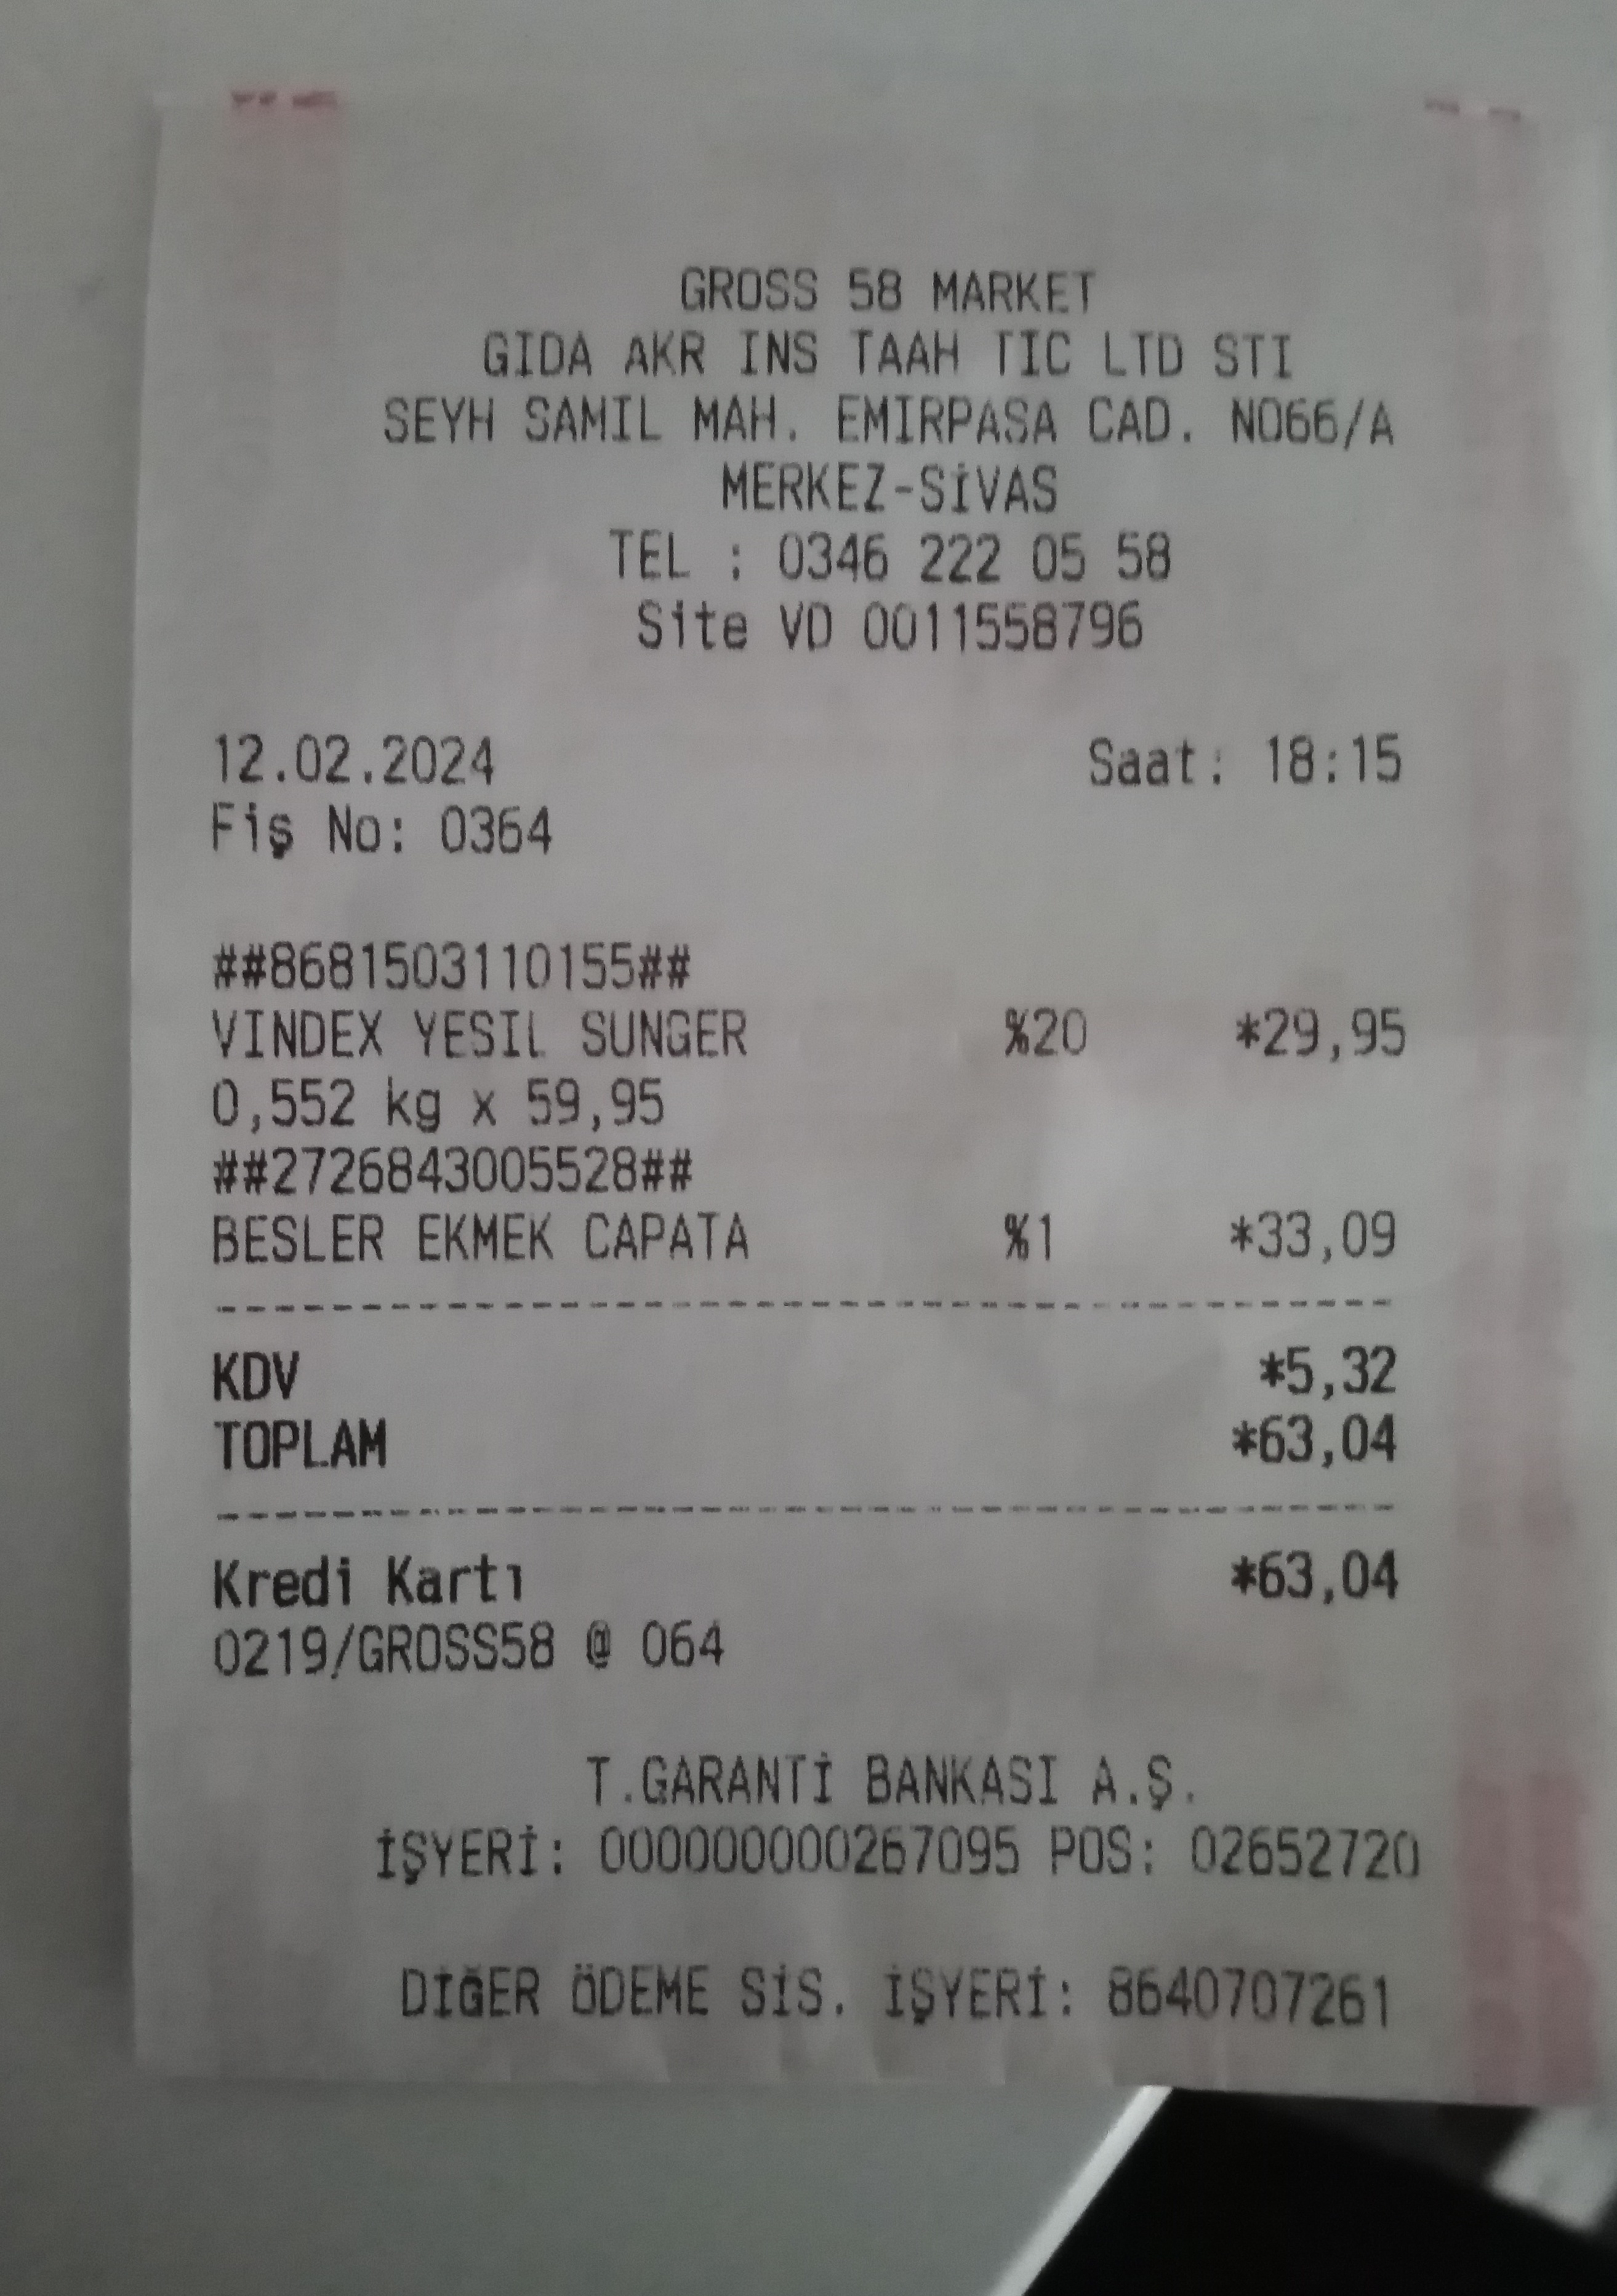 GROSS 58 MARKET
GIDA AKR INS TAAH TIC LTD STI
SEYH SAMIL MAH. EMIRPASA CAD. NO66/A
MERKEZ-SİVAS
TEL : 0346 222 05 58
Site VD 0011558796
12.02.2024 Saat: 18:15
Fiş No: 0364
##8681503110155##
VINDEX YESIL SUNGER %20 *29,95
0,552 kg x 59,95
##2726843005528##
BESLER EKMEK CAPATA %1 *33,09
--------------------------------
KDV *5,32
TOPLAM *63,04
--------------------------------
Kredi Kartı *63,04
0219/GROSS58 @ 064
T.GARANTİ BANKASI A.Ş.
İŞYERİ: 000000000267095 POS: 02652720
DİĞER ÖDEME SİS. İŞYERİ: 8640707261